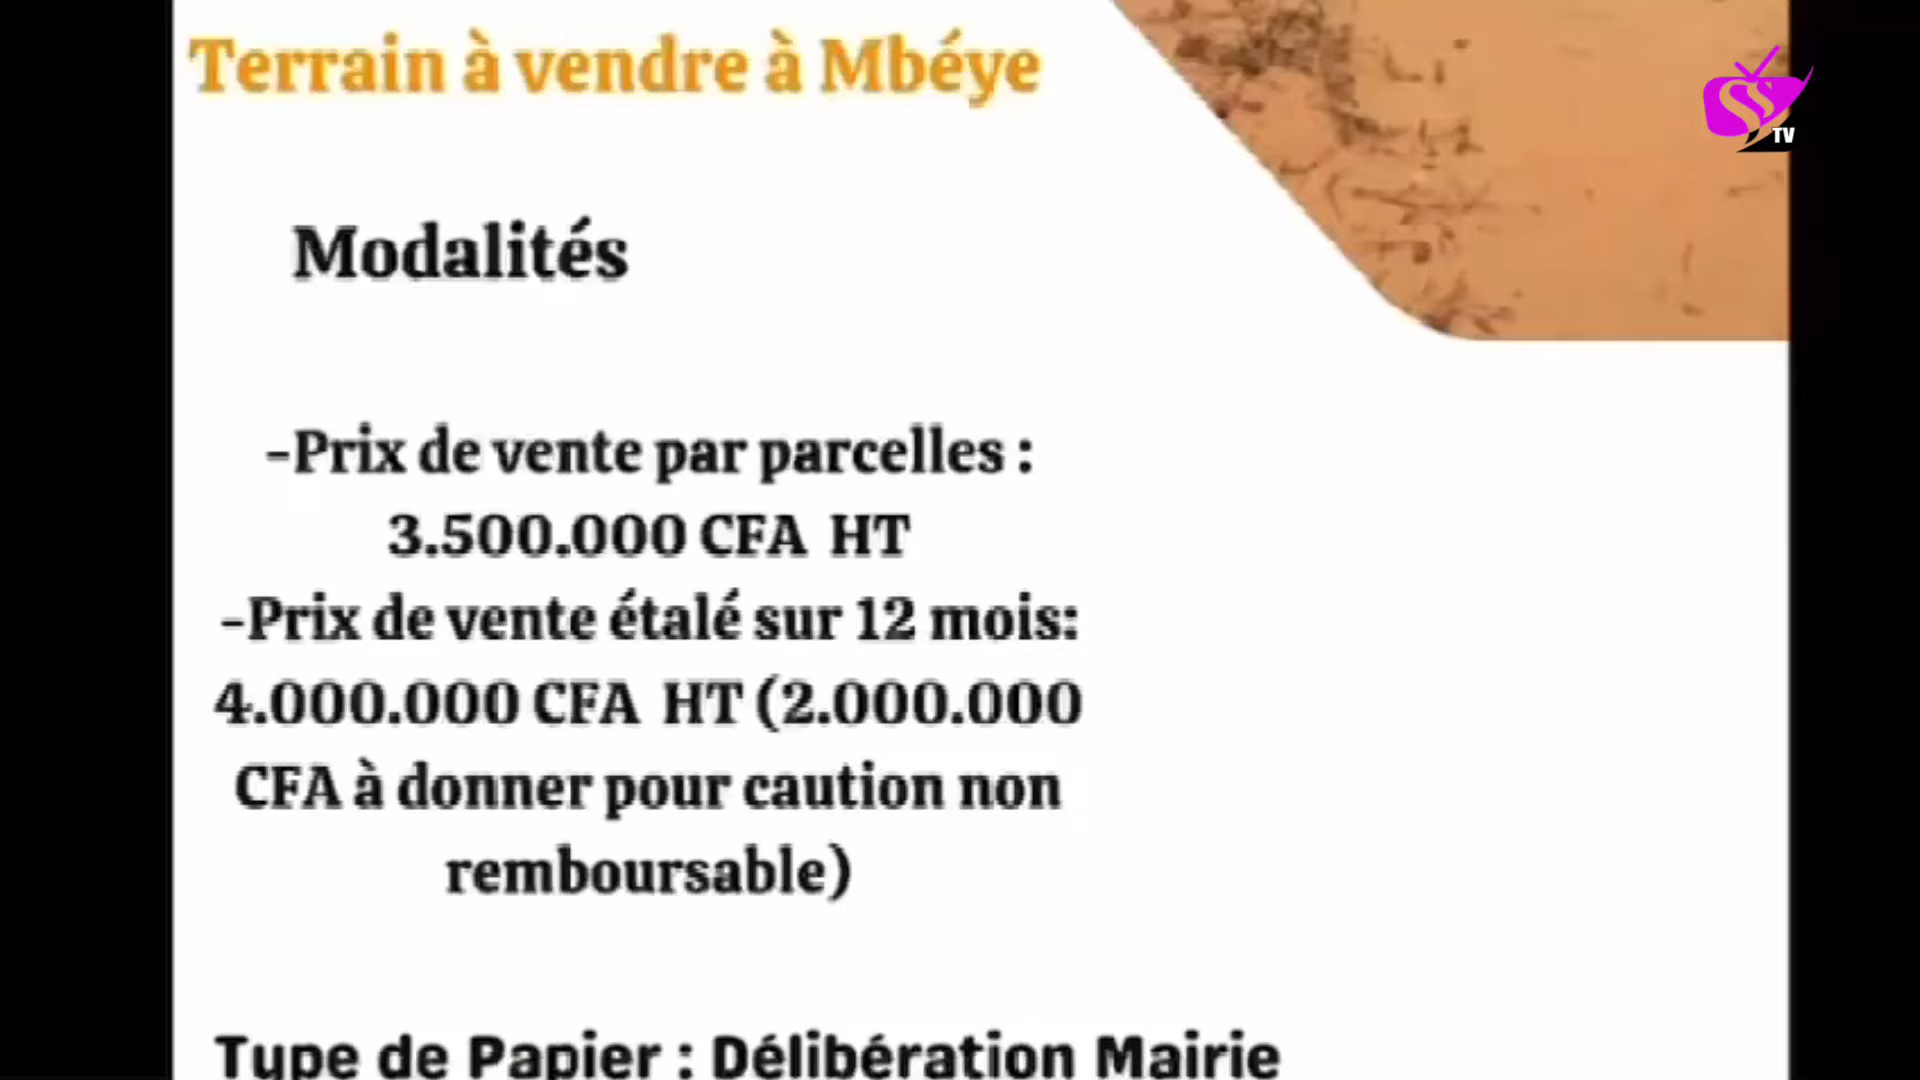 Terrain à vendre à Mbéye
TV
Modalités
-Prix de vente par parcelles :
3.500.000 CFA HT
-Prix de vente étalé sur 12 mois:
4.000.000 CFA HT (2.000.000
CFA à donner pour caution non
remboursable)
Type de Papier : Délibération Mairie